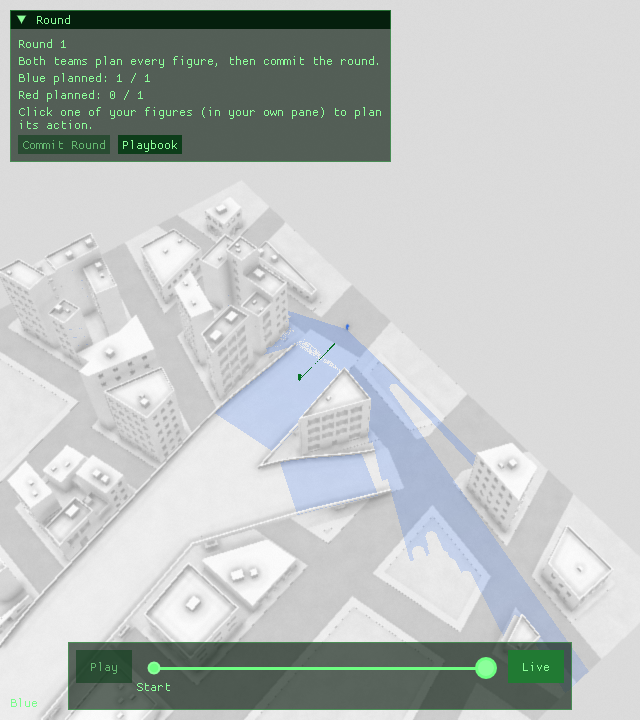 Round
Round 1
Both teams plan every figure, then commit the round.
Blue planned: 1 / 1
Red planned: 0 / 1
Click one of your figures (in your own pane) to plan
its action.
Commit Round Playbook
Play Live
Start
Blue